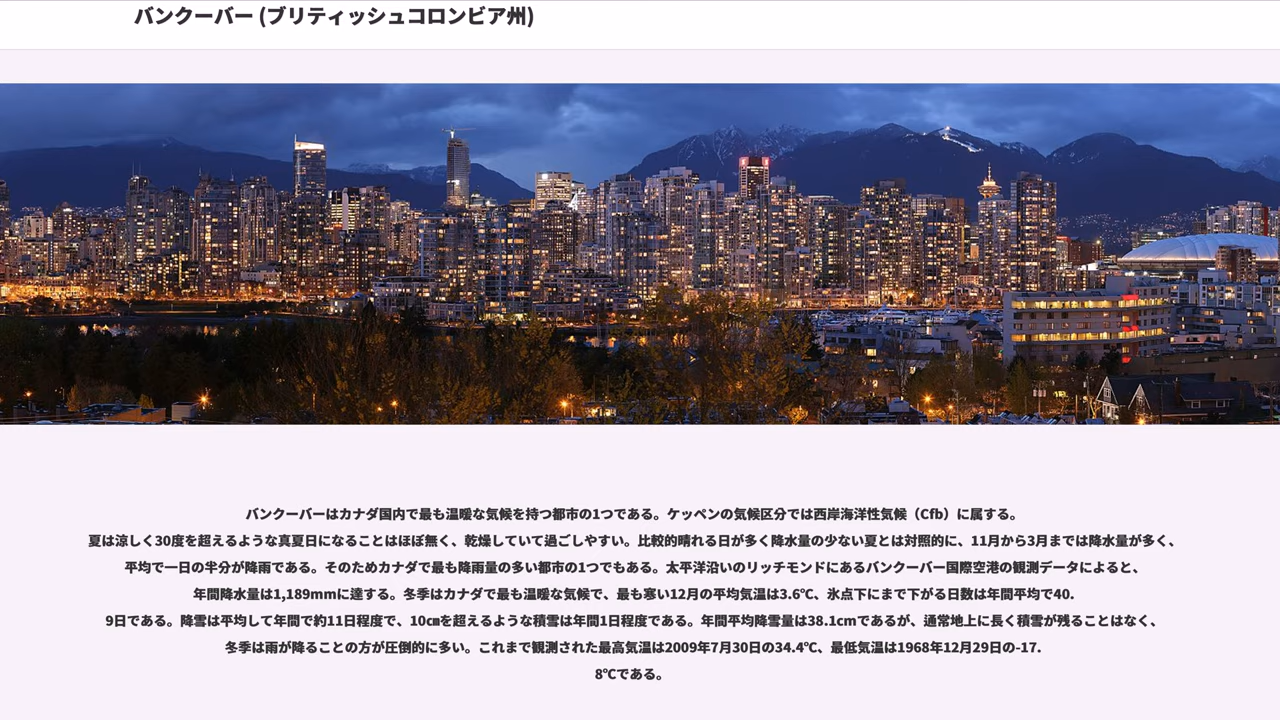 バンクーバー (ブリティッシュコロンビア州)
バンクーバーはカナダ国内で最も温暖な気候を持つ都市の1つである。ケッペンの気候区分では西岸海洋性気候（Cfb）に属する。
夏は涼しく30度を超えるような真夏日になることはほぼ無く、乾燥していて過ごしやすい。比較的晴れる日が多く降水量の少ない夏とは対照的に、11月から3月までは降水量が多く、
平均で一日の半分が降雨である。そのためカナダで最も降雨量の多い都市の1つでもある。太平洋沿いのリッチモンドにあるバンクーバー国際空港の観測データによると、
年間降水量は1,189mmに達する。冬季はカナダで最も温暖な気候で、最も寒い12月の平均気温は3.6℃、氷点下にまで下がる日数は年間平均で40.
9日である。降雪は平均して年間で約11日程度で、10㎝を超えるような積雪は年間1日程度である。年間平均降雪量は38.1cmであるが、通常地上に長く積雪が残ることはなく、
冬季は雨が降ることの方が圧倒的に多い。これまで観測された最高気温は2009年7月30日の34.4℃、最低気温は1968年12月29日の-17.
8℃である。